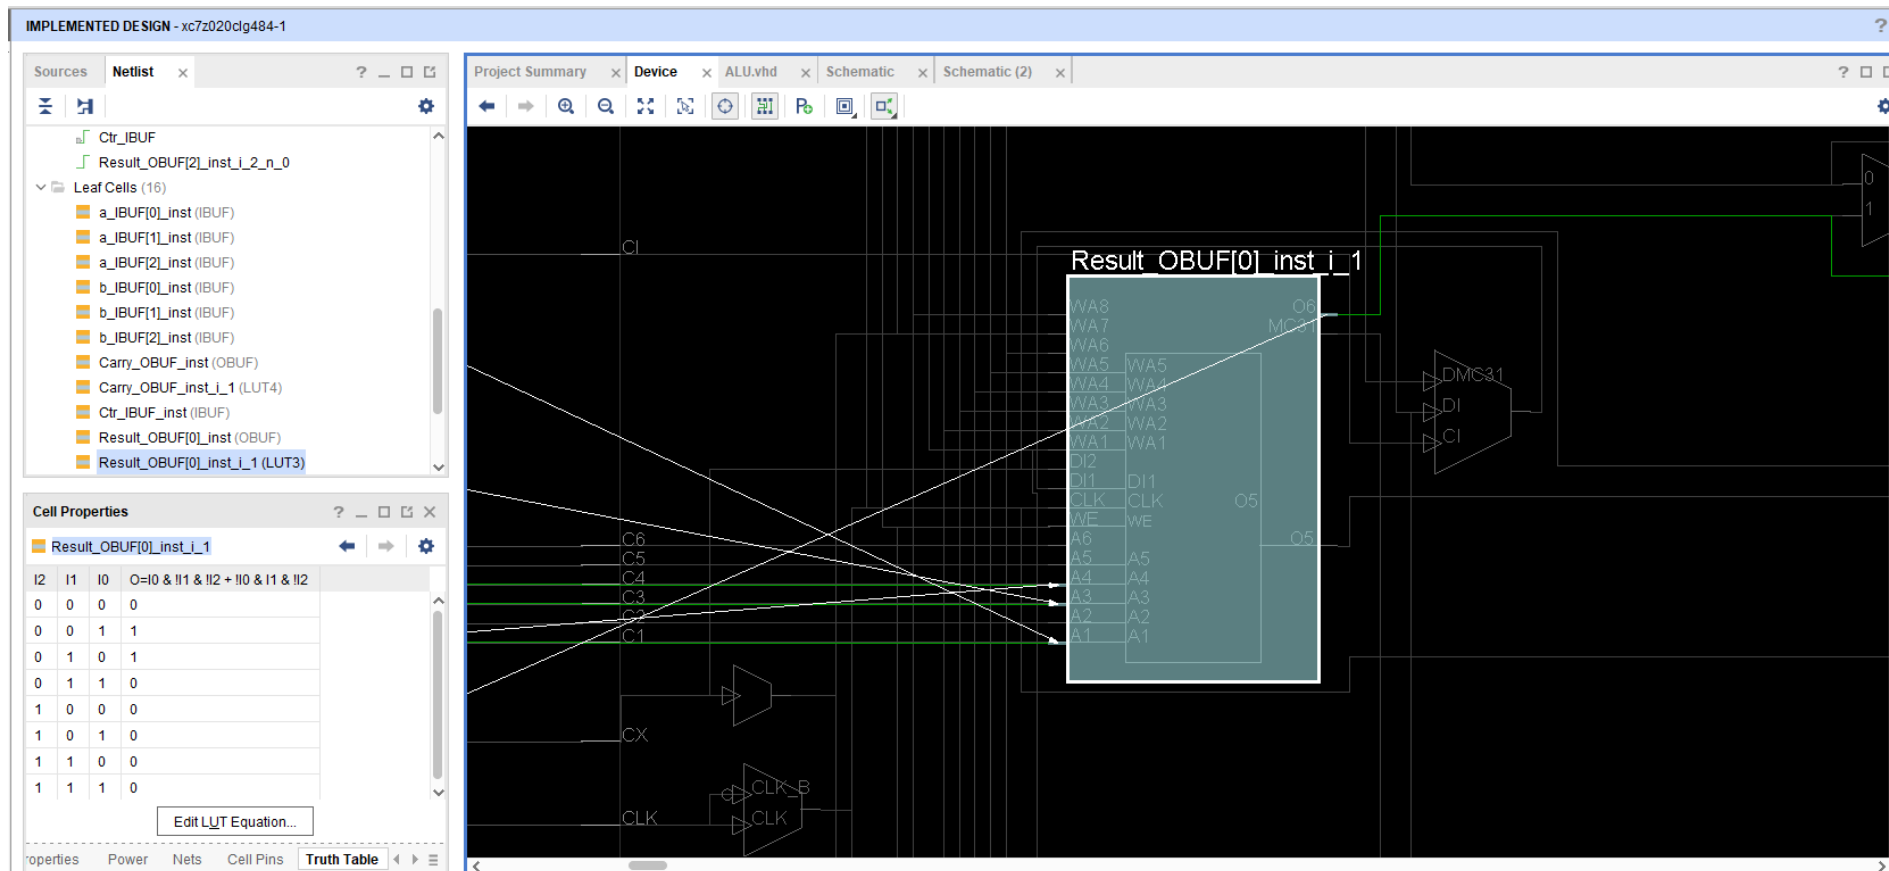 IMPLEMENTED DESIGN - xc7z020clg484-1
?
Sources
Netlist
?
Ctr_IBUF
Result_OBUF[2]_inst_i_2_n_0
Leaf Cells (16)
a_IBUF[0]_inst (IBUF)
a_IBUF[1]_inst (IBUF)
a_IBUF[2]_inst (IBUF)
b_IBUF[0]_inst (IBUF)
b_IBUF[1]_inst (IBUF)
b_IBUF[2]_inst (IBUF)
Carry_OBUF_inst (OBUF)
Carry_OBUF_inst_i_1 (LUT4)
Ctr_IBUF_inst (IBUF)
Result_OBUF[0]_inst (OBUF)
Result_OBUF[0]_inst_i_1 (LUT3)
Cell Properties
?
Result_OBUF[0]_inst_i_1
I2 I1 I0 O=I0 & !I1 & !I2 + !I0 & I1 & !I2
0 0 0 0
0 0 1 1
0 1 0 1
0 1 1 0
1 0 0 0
1 0 1 0
1 1 0 0
1 1 1 0
Edit LUT Equation...
operties
Power
Nets
Cell Pins
Truth Table
Project Summary
Device
ALU.vhd
Schematic
Schematic (2)
?
CI
C6
C5
C4
C3
C2
C1
CX
CLK
CLK_B
CLK
Result_OBUF[0]_inst_i_1
WA8
WA7
WA6
WA5 WA5
WA4 WA4
WA3 WA3
WA2 WA2
WA1 WA1
DI2
DI1 DI1
CLK CLK
WE WE
A6
A5 A5
A4 A4
A3 A3
A2 A2
A1 A1
O6
MC31
O5
O5
DMC31
DI
CI
0
1